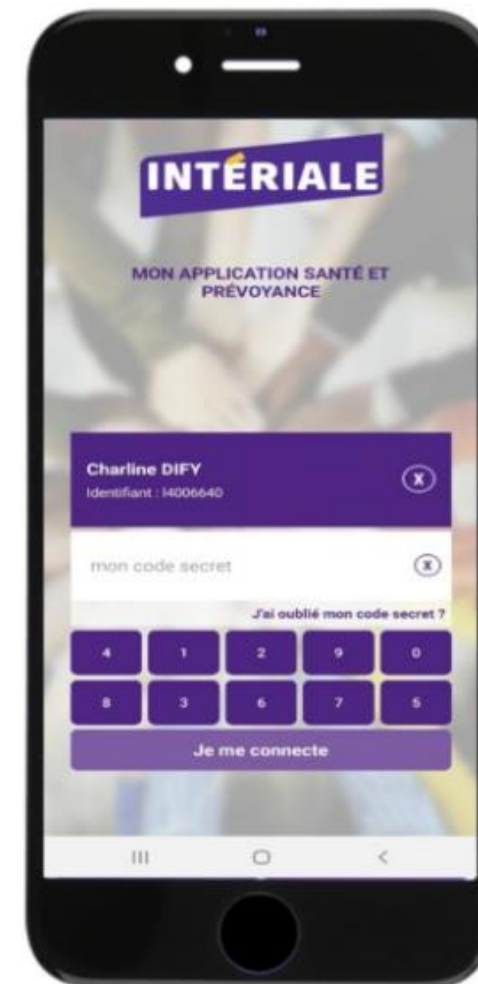 INTÉRIALE
MON APPLICATION SANTÉ ET
PRÉVOYANCE
Charline DIFY
X
Identifiant : I4006640
mon code secret
X
J'ai oublié mon code secret ?
4 1 2 9 0
8 3 6 7 5
Je me connecte